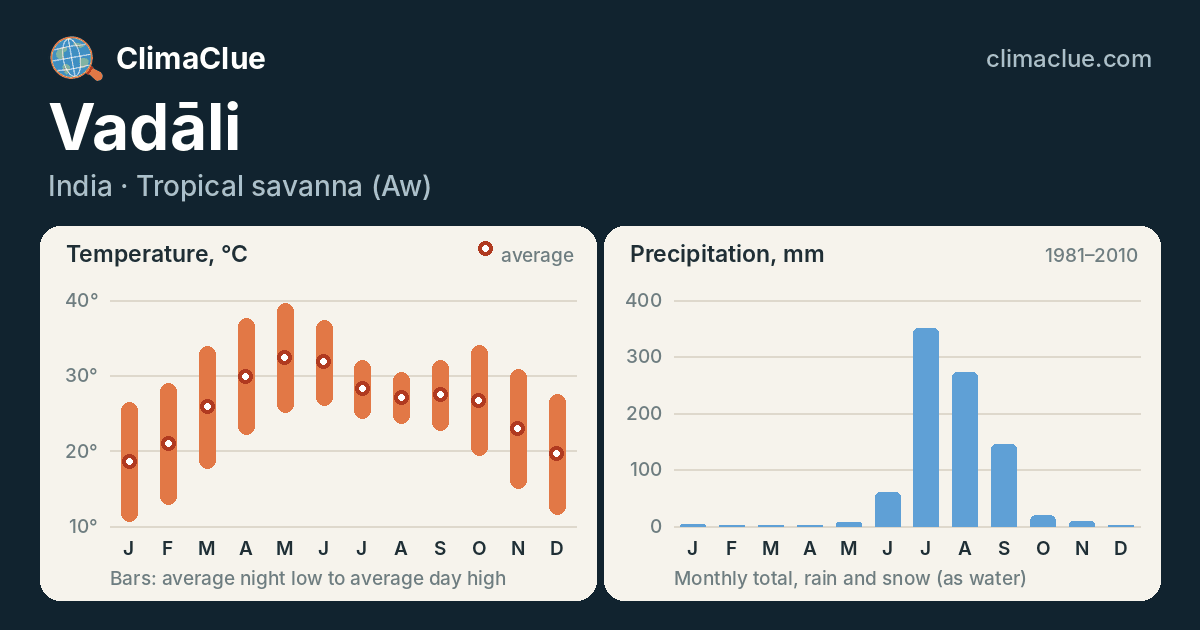 ClimaClue
climaclue.com
Vadāli
India · Tropical savanna (Aw)
Temperature, °C
average
40°
30°
20°
10°
J F M A M J J A S O N D
Bars: average night low to average day high
Precipitation, mm
1981–2010
400
300
200
100
0
J F M A M J J A S O N D
Monthly total, rain and snow (as water)